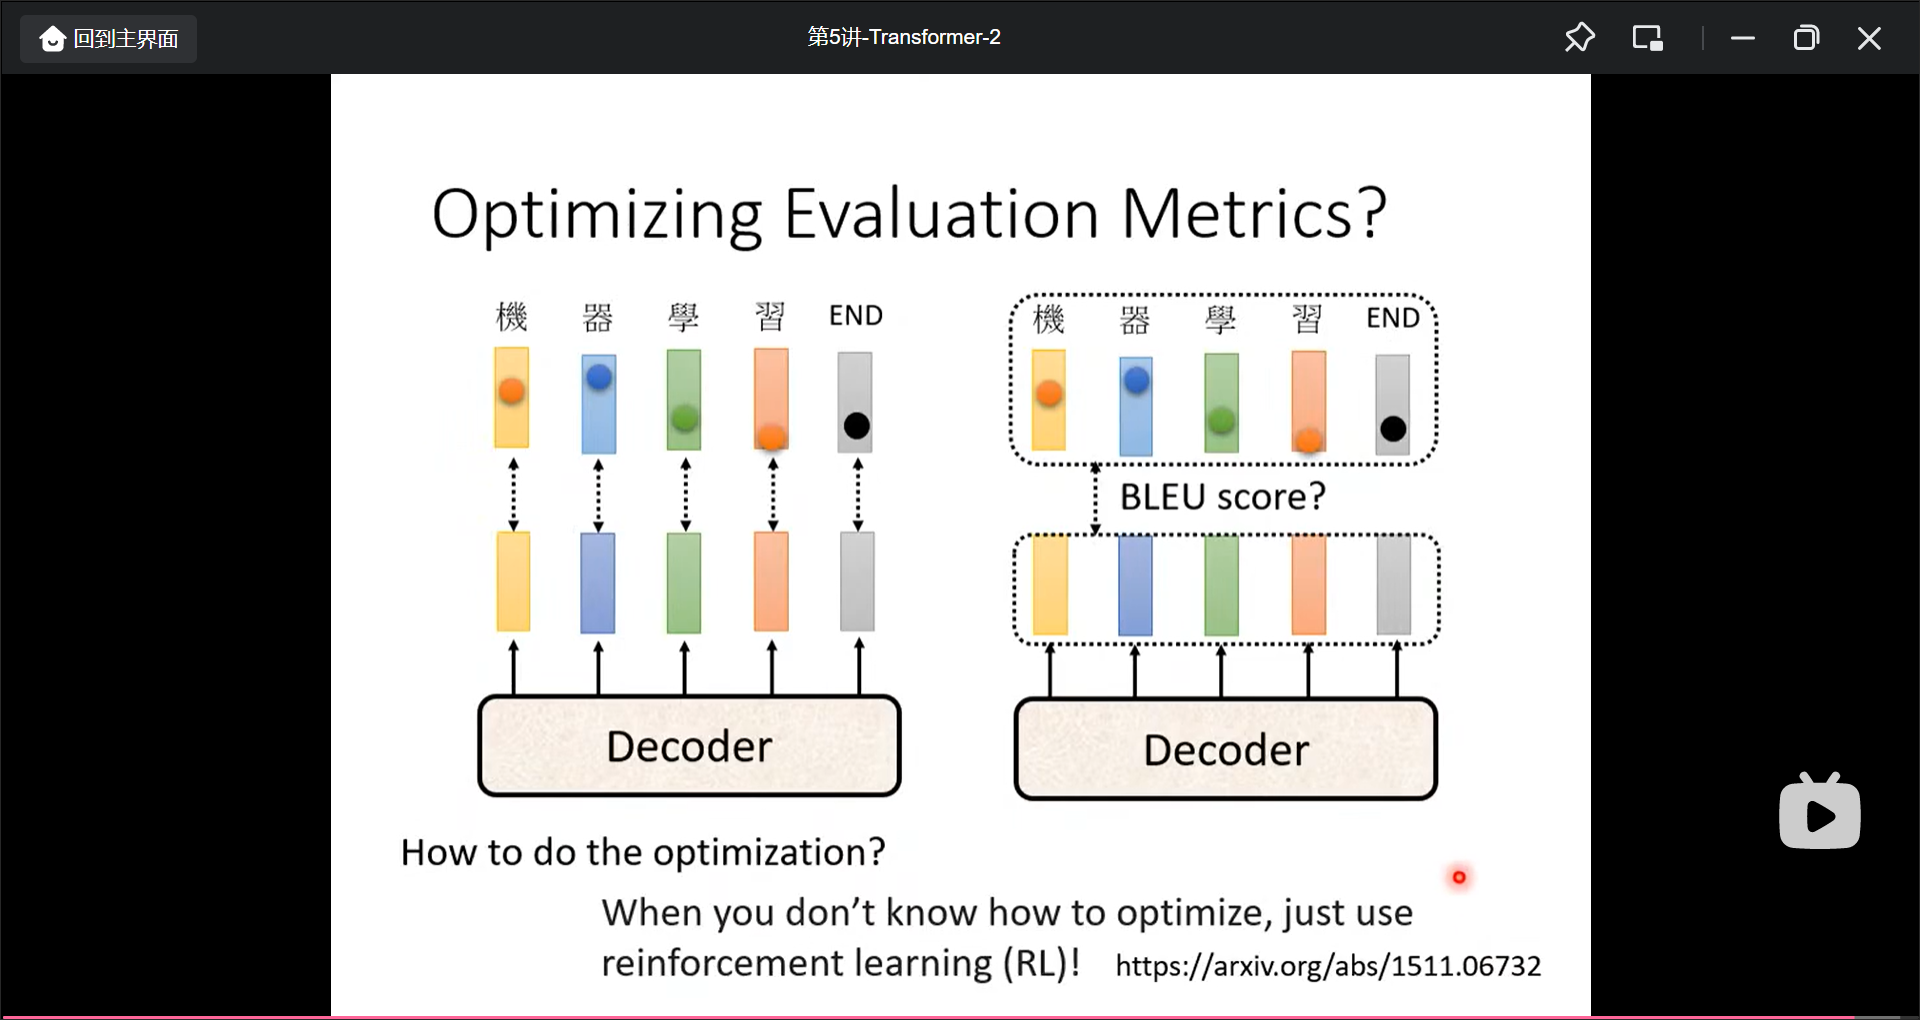 回到主界面
第5讲-Transformer-2
Optimizing Evaluation Metrics?
機 器 學 習 END
機 器 學 習 END
BLEU score?
Decoder
Decoder
How to do the optimization?
When you don’t know how to optimize, just use
reinforcement learning (RL)! https://arxiv.org/abs/1511.06732